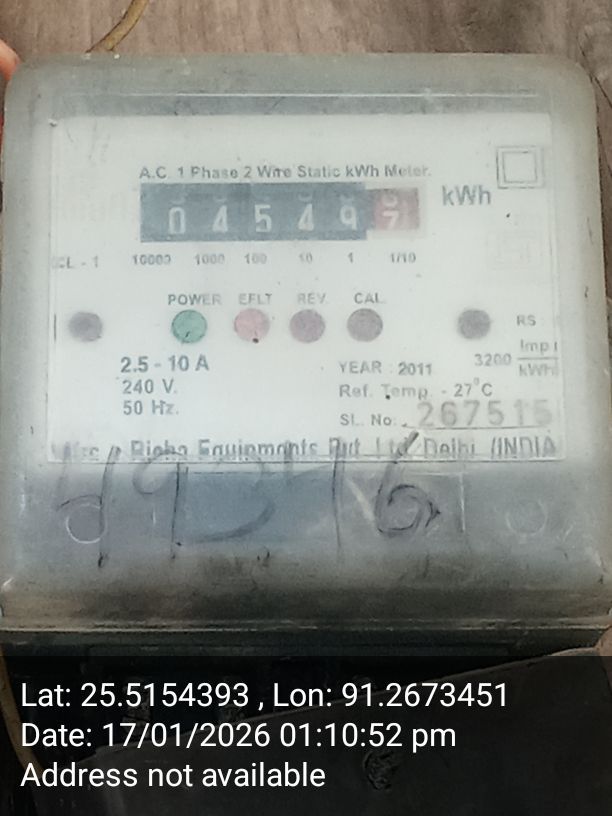 A.C. 1 Phase 2 Wire Static kWh Meter.
0 4 5 4 9 7 kWh
CL - 1 10000 1000 100 10 1 1/10
POWER EFLT REV. CAL.
RS
2.5 - 10 A
240 V.
50 Hz.
YEAR : 2011
3200 Imp / kWh
Ref. Temp. - 27°C
SL. No. 267515
Equipments Pvt. Ltd. Delhi (INDIA
Lat: 25.5154393 , Lon: 91.2673451
Date: 17/01/2026 01:10:52 pm
Address not available